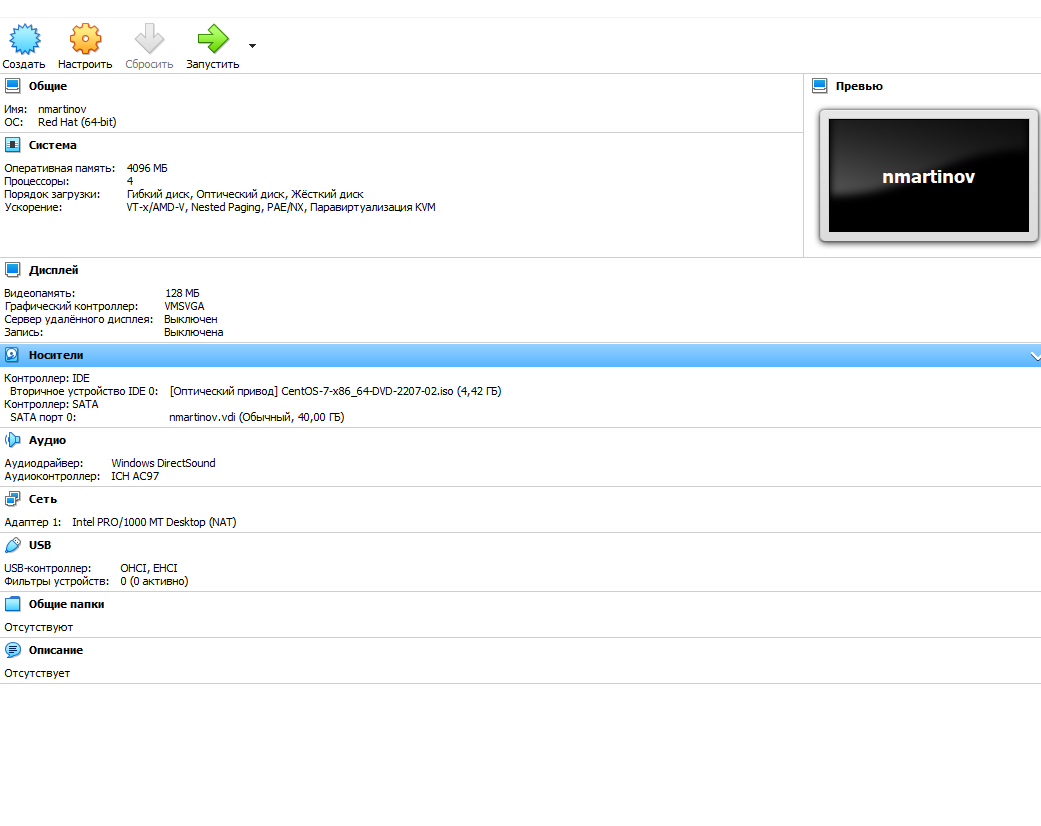 Создать Настроить Сбросить Запустить
Общие
Имя: nmartinov
ОС: Red Hat (64-bit)
Превью
nmartinov
Система
Оперативная память: 4096 МБ
Процессоры: 4
Порядок загрузки: Гибкий диск, Оптический диск, Жёсткий диск
Ускорение: VT-x/AMD-V, Nested Paging, PAE/NX, Паравиртуализация KVM
Дисплей
Видеопамять: 128 МБ
Графический контроллер: VMSVGA
Сервер удалённого дисплея: Выключен
Запись: Выключена
Носители
Контроллер: IDE
Вторичное устройство IDE 0: [Оптический привод] CentOS-7-x86_64-DVD-2207-02.iso (4,42 ГБ)
Контроллер: SATA
SATA порт 0: nmartinov.vdi (Обычный, 40,00 ГБ)
Аудио
Аудиодрайвер: Windows DirectSound
Аудиоконтроллер: ICH AC97
Сеть
Адаптер 1: Intel PRO/1000 MT Desktop (NAT)
USB
USB-контроллер: OHCI, EHCI
Фильтры устройств: 0 (0 активно)
Общие папки
Отсутствуют
Описание
Отсутствует